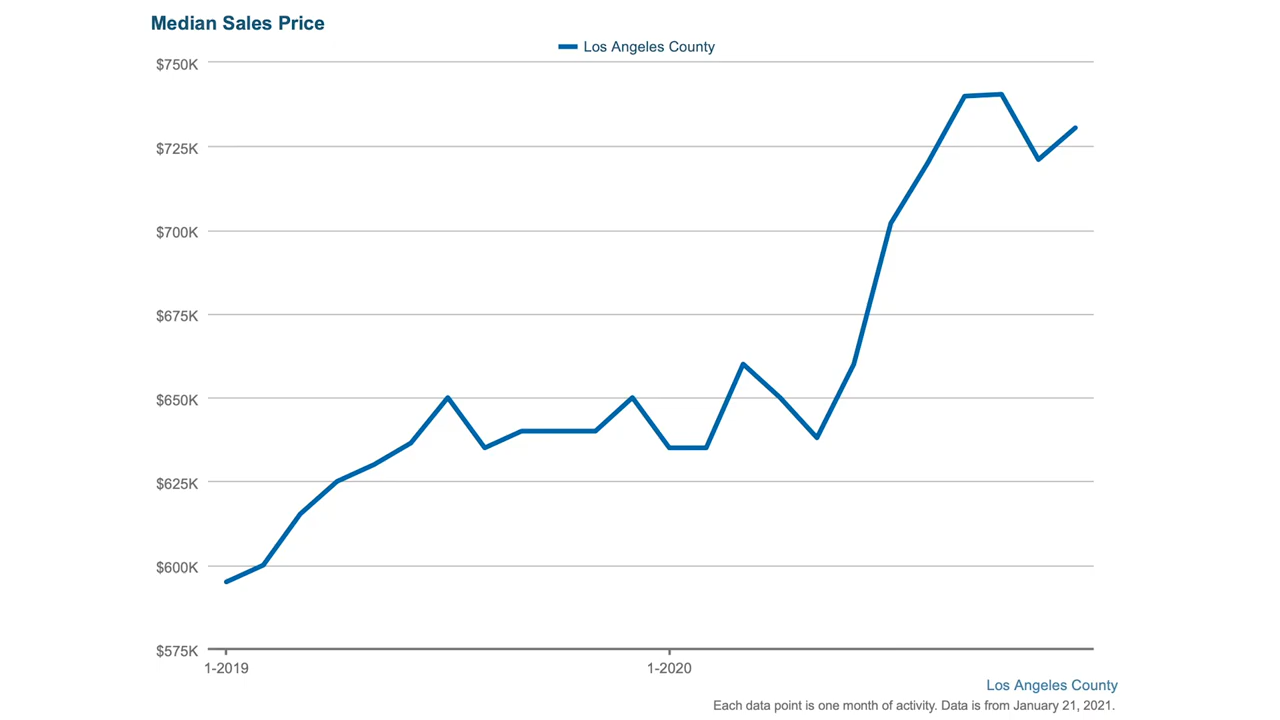 Median Sales Price
Los Angeles County
$750K
$725K
$700K
$675K
$650K
$625K
$600K
$575K
1-2019 1-2020
Los Angeles County
Each data point is one month of activity. Data is from January 21, 2021.